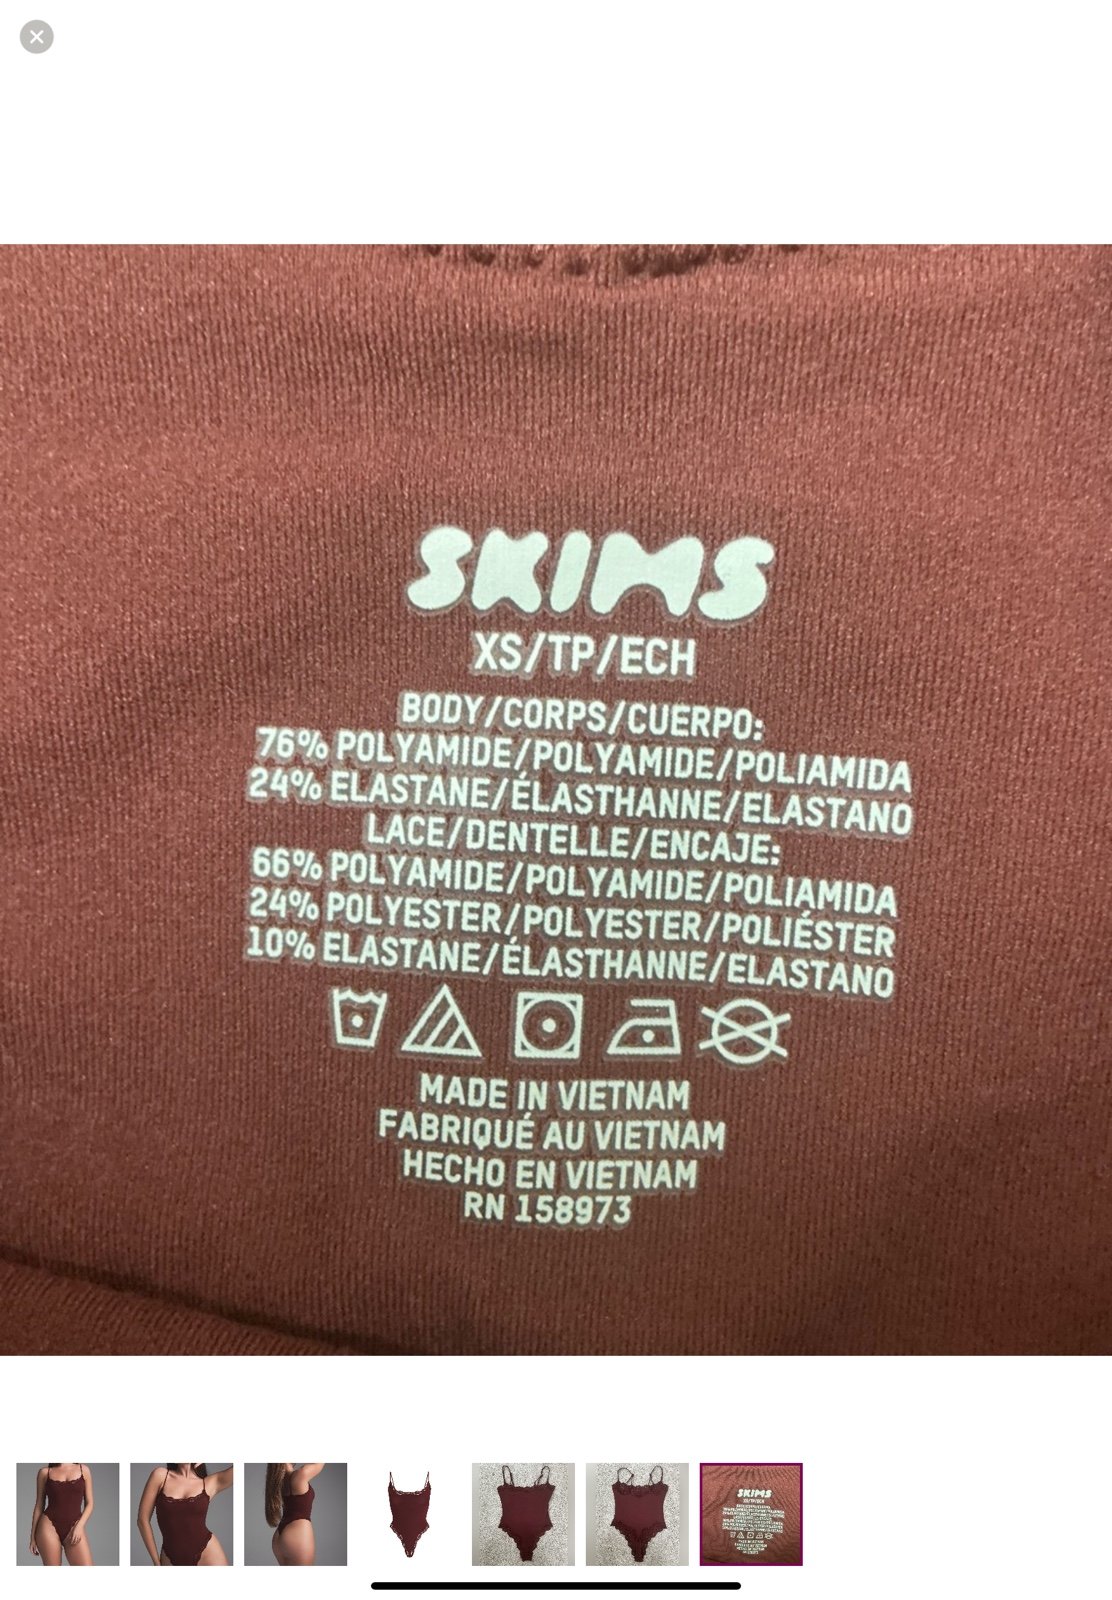 SKIMS
XS/TP/ECH
BODY/CORPS/CUERPO:
76% POLYAMIDE/POLYAMIDE/POLIAMIDA
24% ELASTANE/ÉLASTHANNE/ELASTANO
LACE/DENTELLE/ENCAJE:
66% POLYAMIDE/POLYAMIDE/POLIAMIDA
24% POLYESTER/POLYESTER/POLIÉSTER
10% ELASTANE/ÉLASTHANNE/ELASTANO
MADE IN VIETNAM
FABRIQUÉ AU VIETNAM
HECHO EN VIETNAM
RN 158973
SKIMS